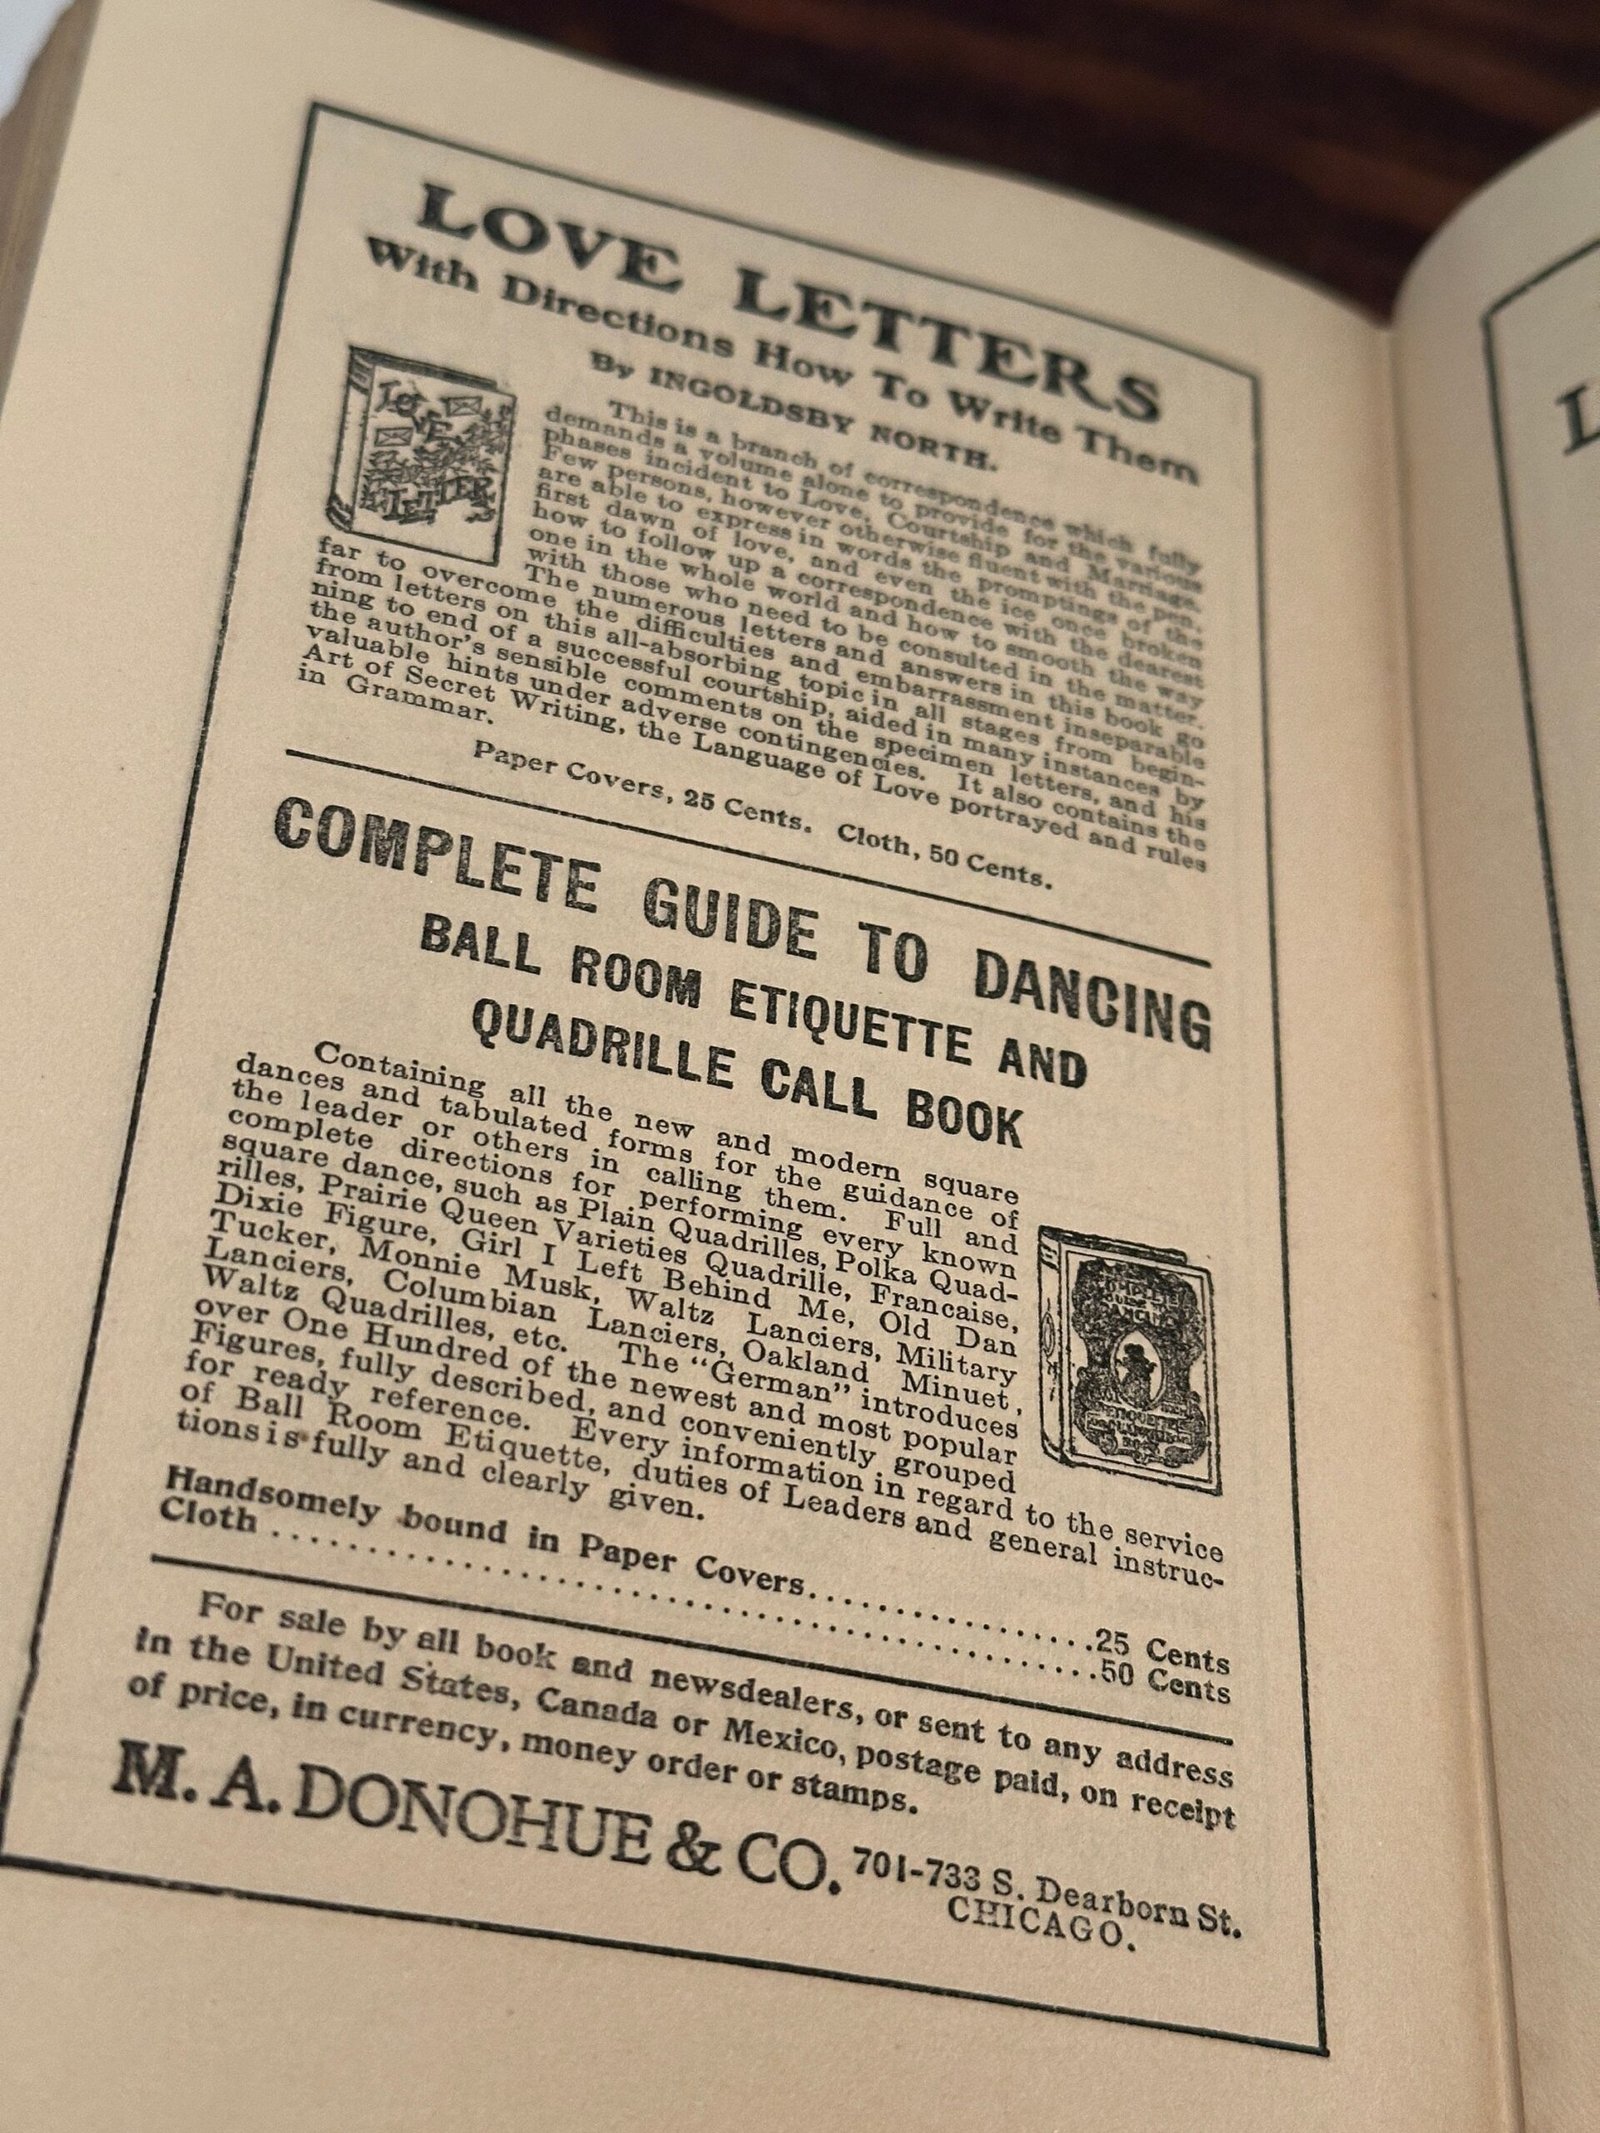 LOVE LETTERS
With Directions How To Write Them
By INGOLDSBY NORTH.
This is a branch of correspondence which fully
demands a volume alone to provide for the various
phases incident to Love, Courtship and Marriage.
Few persons, however otherwise fluent with the pen,
are able to express in words the promptings of the
first dawn of love, and even the ice once broken
how to follow up a correspondence with the dearest
one in the whole world and how to smooth the way
with those who need to be consulted in the matter.
The numerous letters and answers in this book go
far to overcome the difficulties and embarrassment inseparable
from letters on this all-absorbing topic in all stages from begin-
ning to end of a successful courtship, aided in many instances by
the author's sensible comments on the specimen letters, and his
valuable hints under adverse contingencies. It also contains the
Art of Secret Writing, the Language of Love portrayed and rules
in Grammar.
Paper Covers, 25 Cents. Cloth, 50 Cents.
LOVE
LETTERS
COMPLETE GUIDE TO DANCING
BALL ROOM ETIQUETTE AND
QUADRILLE CALL BOOK
Containing all the new and modern square
dances and tabulated forms for the guidance of
the leader or others in calling them. Full and
complete directions for performing every known
square dance, such as Plain Quadrilles, Polka Quad-
rilles, Prairie Queen Varieties Quadrille, Francaise,
Dixie Figure, Girl I Left Behind Me, Old Dan
Tucker, Monnie Musk, Waltz Lanciers, Military
Lanciers, Columbian Lanciers, Oakland Minuet,
Waltz Quadrilles, etc. The "German" introduces
over One Hundred of the newest and most popular
Figures, fully described, and conveniently grouped
for ready reference. Every information in regard to the service
of Ball Room Etiquette, duties of Leaders and general instruc-
tions is fully and clearly given.
COMPLETE
GUIDE TO
DANCING
Handsomely bound in Paper Covers................25 Cents
Cloth................................................50 Cents
For sale by all book and newsdealers, or sent to any address
in the United States, Canada or Mexico, postage paid, on receipt
of price, in currency, money order or stamps.
M. A. DONOHUE & CO. 701-733 S. Dearborn St.
CHICAGO.
L